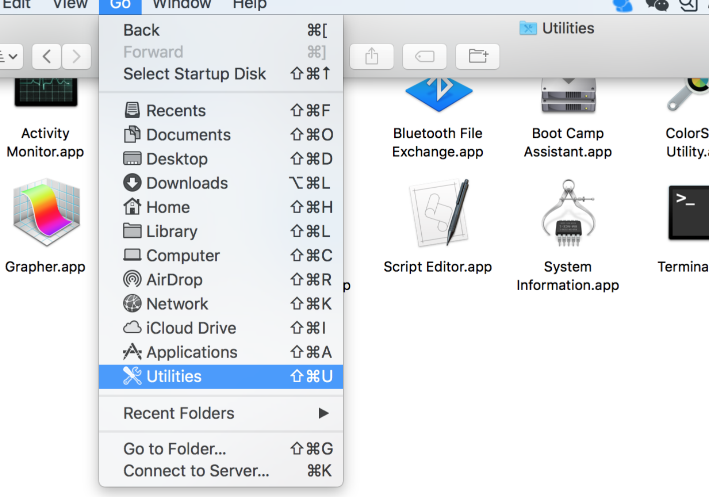 Edit View Go Window Help
Utilities
Back ⌘[
Forward ⌘]
Select Startup Disk ⇧⌘↑
Recents ⇧⌘F
Documents ⇧⌘O
Desktop ⇧⌘D
Downloads ⌥⌘L
Home ⇧⌘H
Library ⇧⌘L
Computer ⇧⌘C
AirDrop ⇧⌘R
Network ⇧⌘K
iCloud Drive ⇧⌘I
Applications ⇧⌘A
Utilities ⇧⌘U
Recent Folders ▶
Go to Folder... ⇧⌘G
Connect to Server... ⌘K
Activity
Monitor.app
Bluetooth File
Exchange.app
Boot Camp
Assistant.app
ColorS
Utility.
Grapher.app
p
Script Editor.app
System
Information.app
>_
Termina